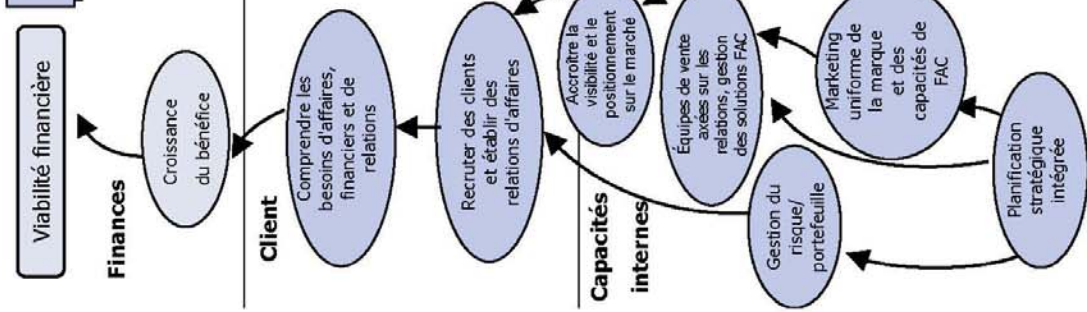 Viabilité financière
Finances
Croissance
du bénéfice
Client
Comprendre les
besoins d'affaires,
financiers et de
relations
Recruter des clients
et établir des
relations d'affaires
Capacités
internes
Accroître la
visibilité et le
positionnement
sur le marché
Équipes de vente
axées sur les
relations, gestion
des solutions FAC
Marketing
uniforme de
la marque
et des
capacités de
FAC
Gestion du
risque/
portefeuille
Planification
stratégique
intégrée